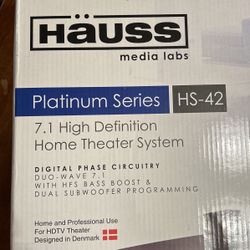 HÄUSS
media labs
Platinum Series HS-42
7.1 High Definition
Home Theater System
DIGITAL PHASE CIRCUITRY
DUO-WAVE 7.1
WITH HFS BASS BOOST &
DUAL SUBWOOFER PROGRAMMING
Home and Professional Use
For HDTV Theater
Designed in Denmark